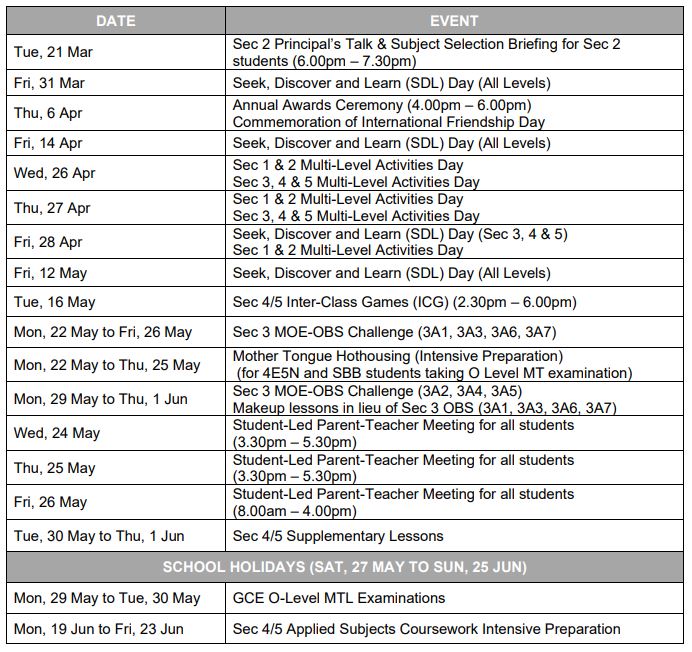 DATE EVENT
Tue, 21 Mar
Sec 2 Principal’s Talk & Subject Selection Briefing for Sec 2
students (6.00pm – 7.30pm)
Fri, 31 Mar
Seek, Discover and Learn (SDL) Day (All Levels)
Thu, 6 Apr
Annual Awards Ceremony (4.00pm – 6.00pm)
Commemoration of International Friendship Day
Fri, 14 Apr
Seek, Discover and Learn (SDL) Day (All Levels)
Wed, 26 Apr
Sec 1 & 2 Multi-Level Activities Day
Sec 3, 4 & 5 Multi-Level Activities Day
Thu, 27 Apr
Sec 1 & 2 Multi-Level Activities Day
Sec 3, 4 & 5 Multi-Level Activities Day
Fri, 28 Apr
Seek, Discover and Learn (SDL) Day (Sec 3, 4 & 5)
Sec 1 & 2 Multi-Level Activities Day
Fri, 12 May
Seek, Discover and Learn (SDL) Day (All Levels)
Tue, 16 May
Sec 4/5 Inter-Class Games (ICG) (2.30pm – 6.00pm)
Mon, 22 May to Fri, 26 May
Sec 3 MOE-OBS Challenge (3A1, 3A3, 3A6, 3A7)
Mon, 22 May to Thu, 25 May
Mother Tongue Hothousing (Intensive Preparation)
(for 4E5N and SBB students taking O Level MT examination)
Mon, 29 May to Thu, 1 Jun
Sec 3 MOE-OBS Challenge (3A2, 3A4, 3A5)
Makeup lessons in lieu of Sec 3 OBS (3A1, 3A3, 3A6, 3A7)
Wed, 24 May
Student-Led Parent-Teacher Meeting for all students
(3.30pm – 5.30pm)
Thu, 25 May
Student-Led Parent-Teacher Meeting for all students
(3.30pm – 5.30pm)
Fri, 26 May
Student-Led Parent-Teacher Meeting for all students
(8.00am – 4.00pm)
Tue, 30 May to Thu, 1 Jun
Sec 4/5 Supplementary Lessons
SCHOOL HOLIDAYS (SAT, 27 MAY TO SUN, 25 JUN)
Mon, 29 May to Tue, 30 May
GCE O-Level MTL Examinations
Mon, 19 Jun to Fri, 23 Jun
Sec 4/5 Applied Subjects Coursework Intensive Preparation